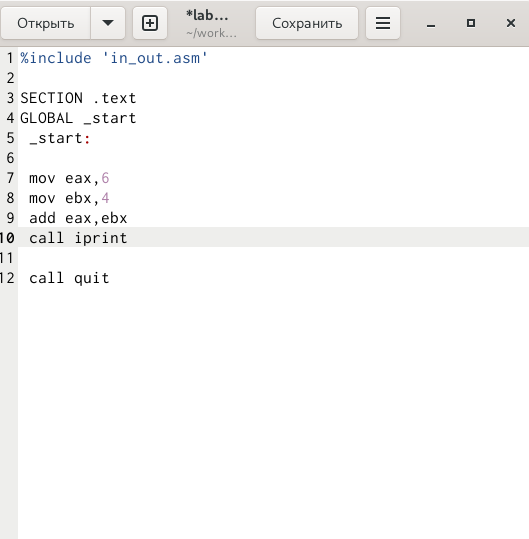 Открыть
*lab...
~/work...
Сохранить
1 %include 'in_out.asm'
2
3 SECTION .text
4 GLOBAL _start
5 _start:
6
7 mov eax,6
8 mov ebx,4
9 add eax,ebx
10 call iprint
11
12 call quit